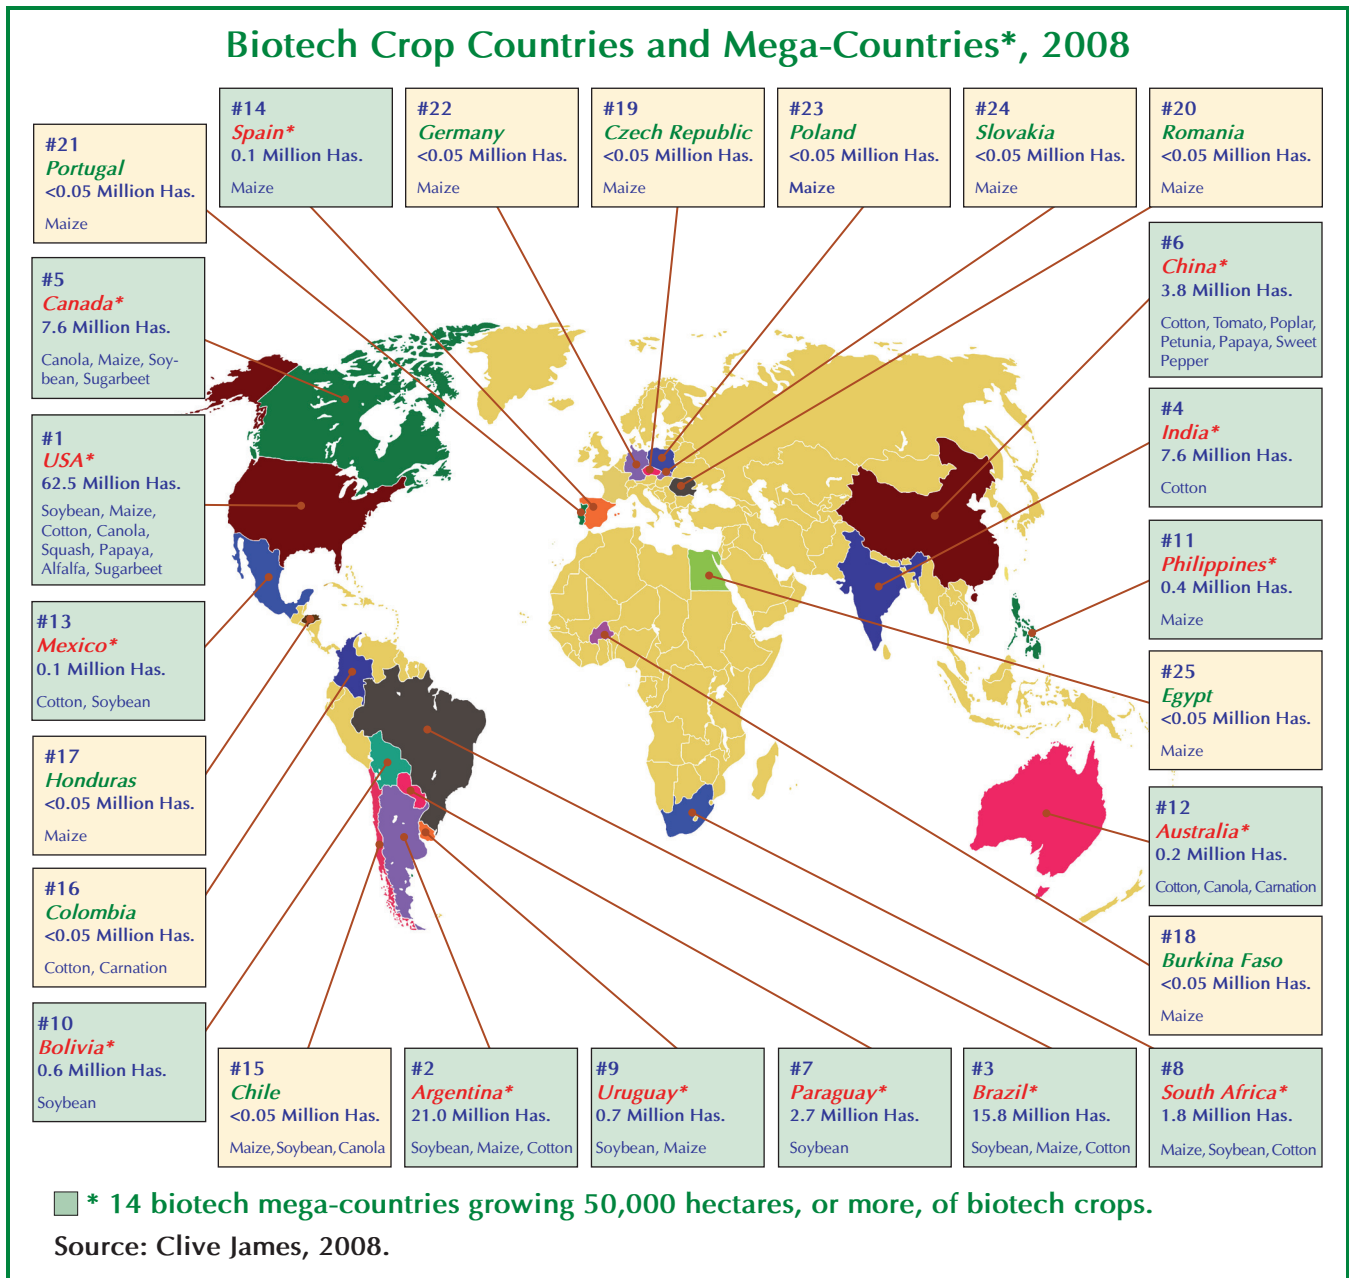 Biotech Crop Countries and Mega-Countries*, 2008
#21
Portugal
<0.05 Million Has.
Maize
#14
Spain*
0.1 Million Has.
Maize
#22
Germany
<0.05 Million Has.
Maize
#19
Czech Republic
<0.05 Million Has.
Maize
#23
Poland
<0.05 Million Has.
Maize
#24
Slovakia
<0.05 Million Has.
Maize
#20
Romania
<0.05 Million Has.
Maize
#5
Canada*
7.6 Million Has.
Canola, Maize, Soy-
bean, Sugarbeet
#1
USA*
62.5 Million Has.
Soybean, Maize,
Cotton, Canola,
Squash, Papaya,
Alfalfa, Sugarbeet
#13
Mexico*
0.1 Million Has.
Cotton, Soybean
#17
Honduras
<0.05 Million Has.
Maize
#16
Colombia
<0.05 Million Has.
Cotton, Carnation
#10
Bolivia*
0.6 Million Has.
Soybean
#6
China*
3.8 Million Has.
Cotton, Tomato, Poplar,
Petunia, Papaya, Sweet
Pepper
#4
India*
7.6 Million Has.
Cotton
#11
Philippines*
0.4 Million Has.
Maize
#25
Egypt
<0.05 Million Has.
Maize
#12
Australia*
0.2 Million Has.
Cotton, Canola, Carnation
#18
Burkina Faso
<0.05 Million Has.
Maize
#15
Chile
<0.05 Million Has.
Maize, Soybean, Canola
#2
Argentina*
21.0 Million Has.
Soybean, Maize, Cotton
#9
Uruguay*
0.7 Million Has.
Soybean, Maize
#7
Paraguay*
2.7 Million Has.
Soybean
#3
Brazil*
15.8 Million Has.
Soybean, Maize, Cotton
#8
South Africa*
1.8 Million Has.
Maize, Soybean, Cotton
* 14 biotech mega-countries growing 50,000 hectares, or more, of biotech crops.
Source: Clive James, 2008.